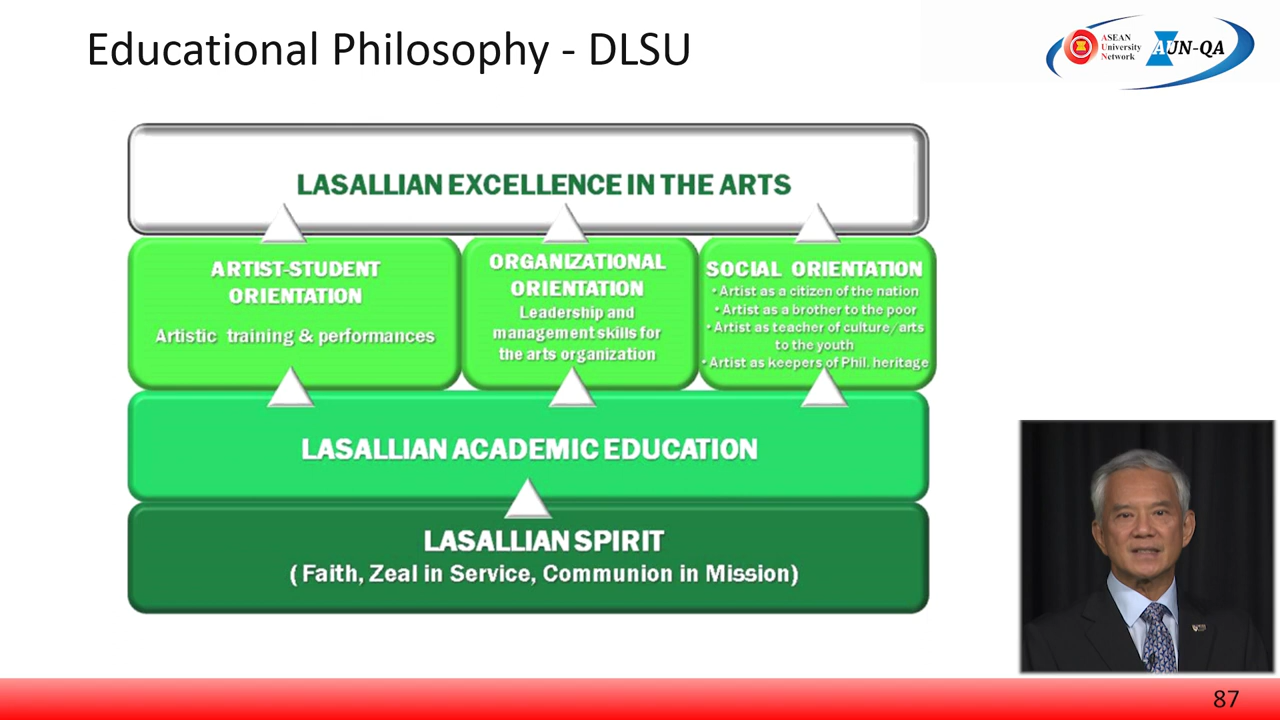 Educational Philosophy - DLSU
ASEAN
University
Network
AUN-QA
LASALLIAN EXCELLENCE IN THE ARTS
ARTIST-STUDENT
ORIENTATION
Artistic training & performances
ORGANIZATIONAL
ORIENTATION
Leadership and
management skills for
the arts organization
SOCIAL ORIENTATION
• Artist as a citizen of the nation
• Artist as a brother to the poor
• Artist as teacher of culture/arts
to the youth
• Artist as keepers of Phil. heritage
LASALLIAN ACADEMIC EDUCATION
LASALLIAN SPIRIT
( Faith, Zeal in Service, Communion in Mission)
87